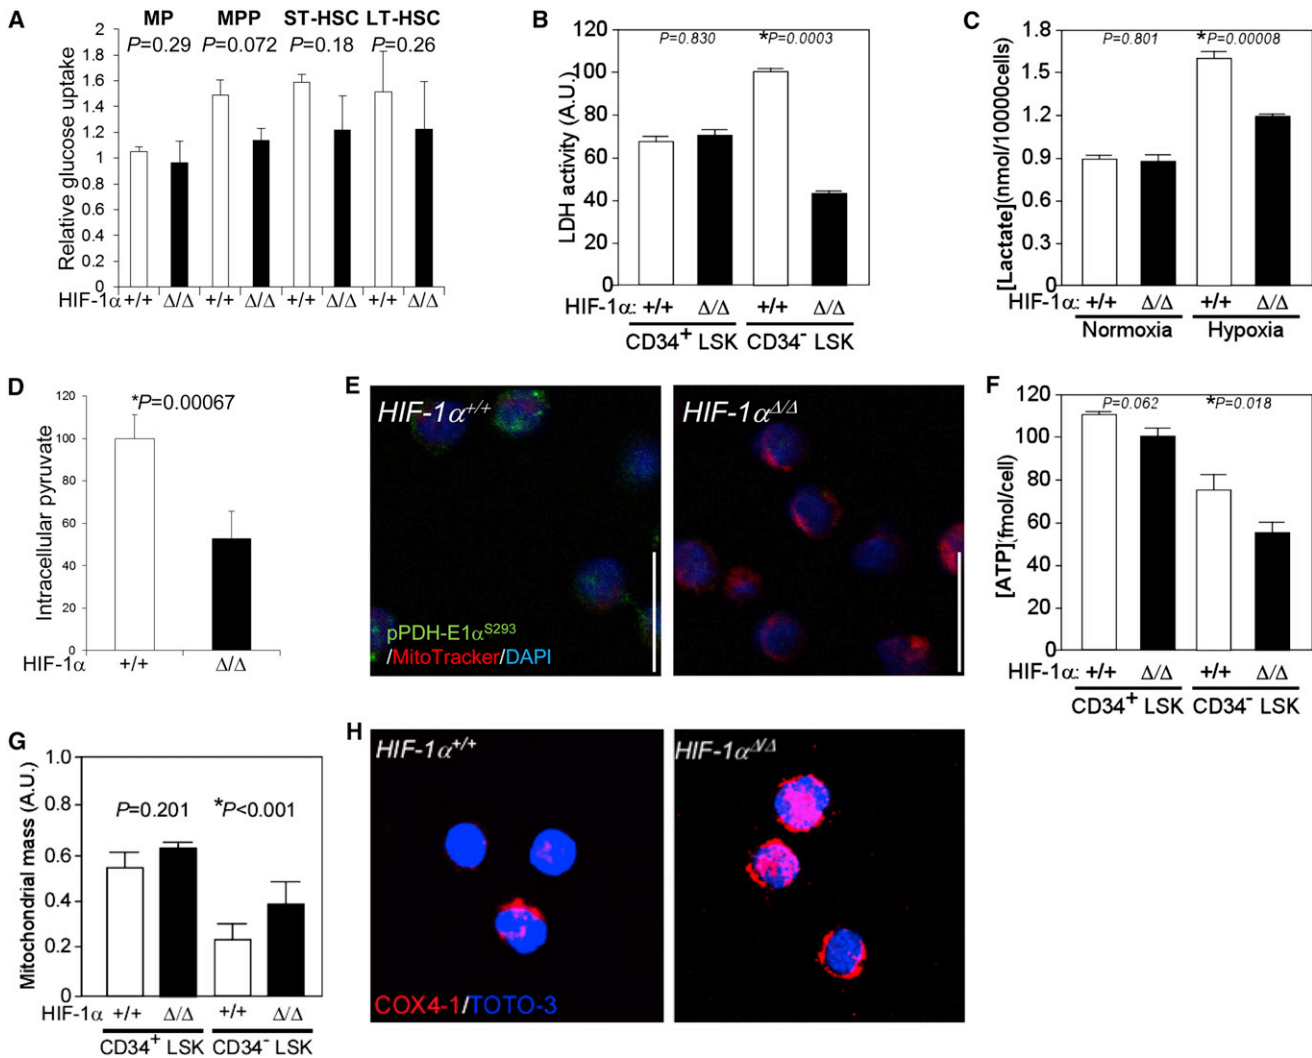 A
MP MPP ST-HSC LT-HSC
P=0.29 P=0.072 P=0.18 P=0.26
Relative glucose uptake
2
1.8
1.6
1.4
1.2
1
0.8
0.6
0.4
0.2
0
HIF-1α +/+ Δ/Δ +/+ Δ/Δ +/+ Δ/Δ +/+ Δ/Δ
B
P=0.830 *P=0.0003
LDH activity (A.U.)
120
100
80
60
40
20
0
HIF-1α: +/+ Δ/Δ +/+ Δ/Δ
CD34⁺ LSK CD34⁻ LSK
C
P=0.801 *P=0.00008
[Lactate](nmol/10000cells)
1.8
1.5
1.2
0.9
0.6
0.3
0
HIF-1α: +/+ Δ/Δ +/+ Δ/Δ
Normoxia Hypoxia
D
*P=0.00067
Intracellular pyruvate
120
100
80
60
40
20
0
HIF-1α +/+ Δ/Δ
E
HIF-1α⁺/⁺
HIF-1α^Δ/Δ
pPDH-E1α^S293
/MitoTracker/DAPI
F
P=0.062 *P=0.018
[ATP](fmol/cell)
120
100
80
60
40
20
0
HIF-1α: +/+ Δ/Δ +/+ Δ/Δ
CD34⁺ LSK CD34⁻ LSK
G
P=0.201 *P<0.001
Mitochondrial mass (A.U.)
1.0
0.8
0.6
0.4
0.2
0
HIF-1α +/+ Δ/Δ +/+ Δ/Δ
CD34⁺ LSK CD34⁻ LSK
H
HIF-1α⁺/⁺
HIF-1α^Δ/Δ
COX4-1/TOTO-3